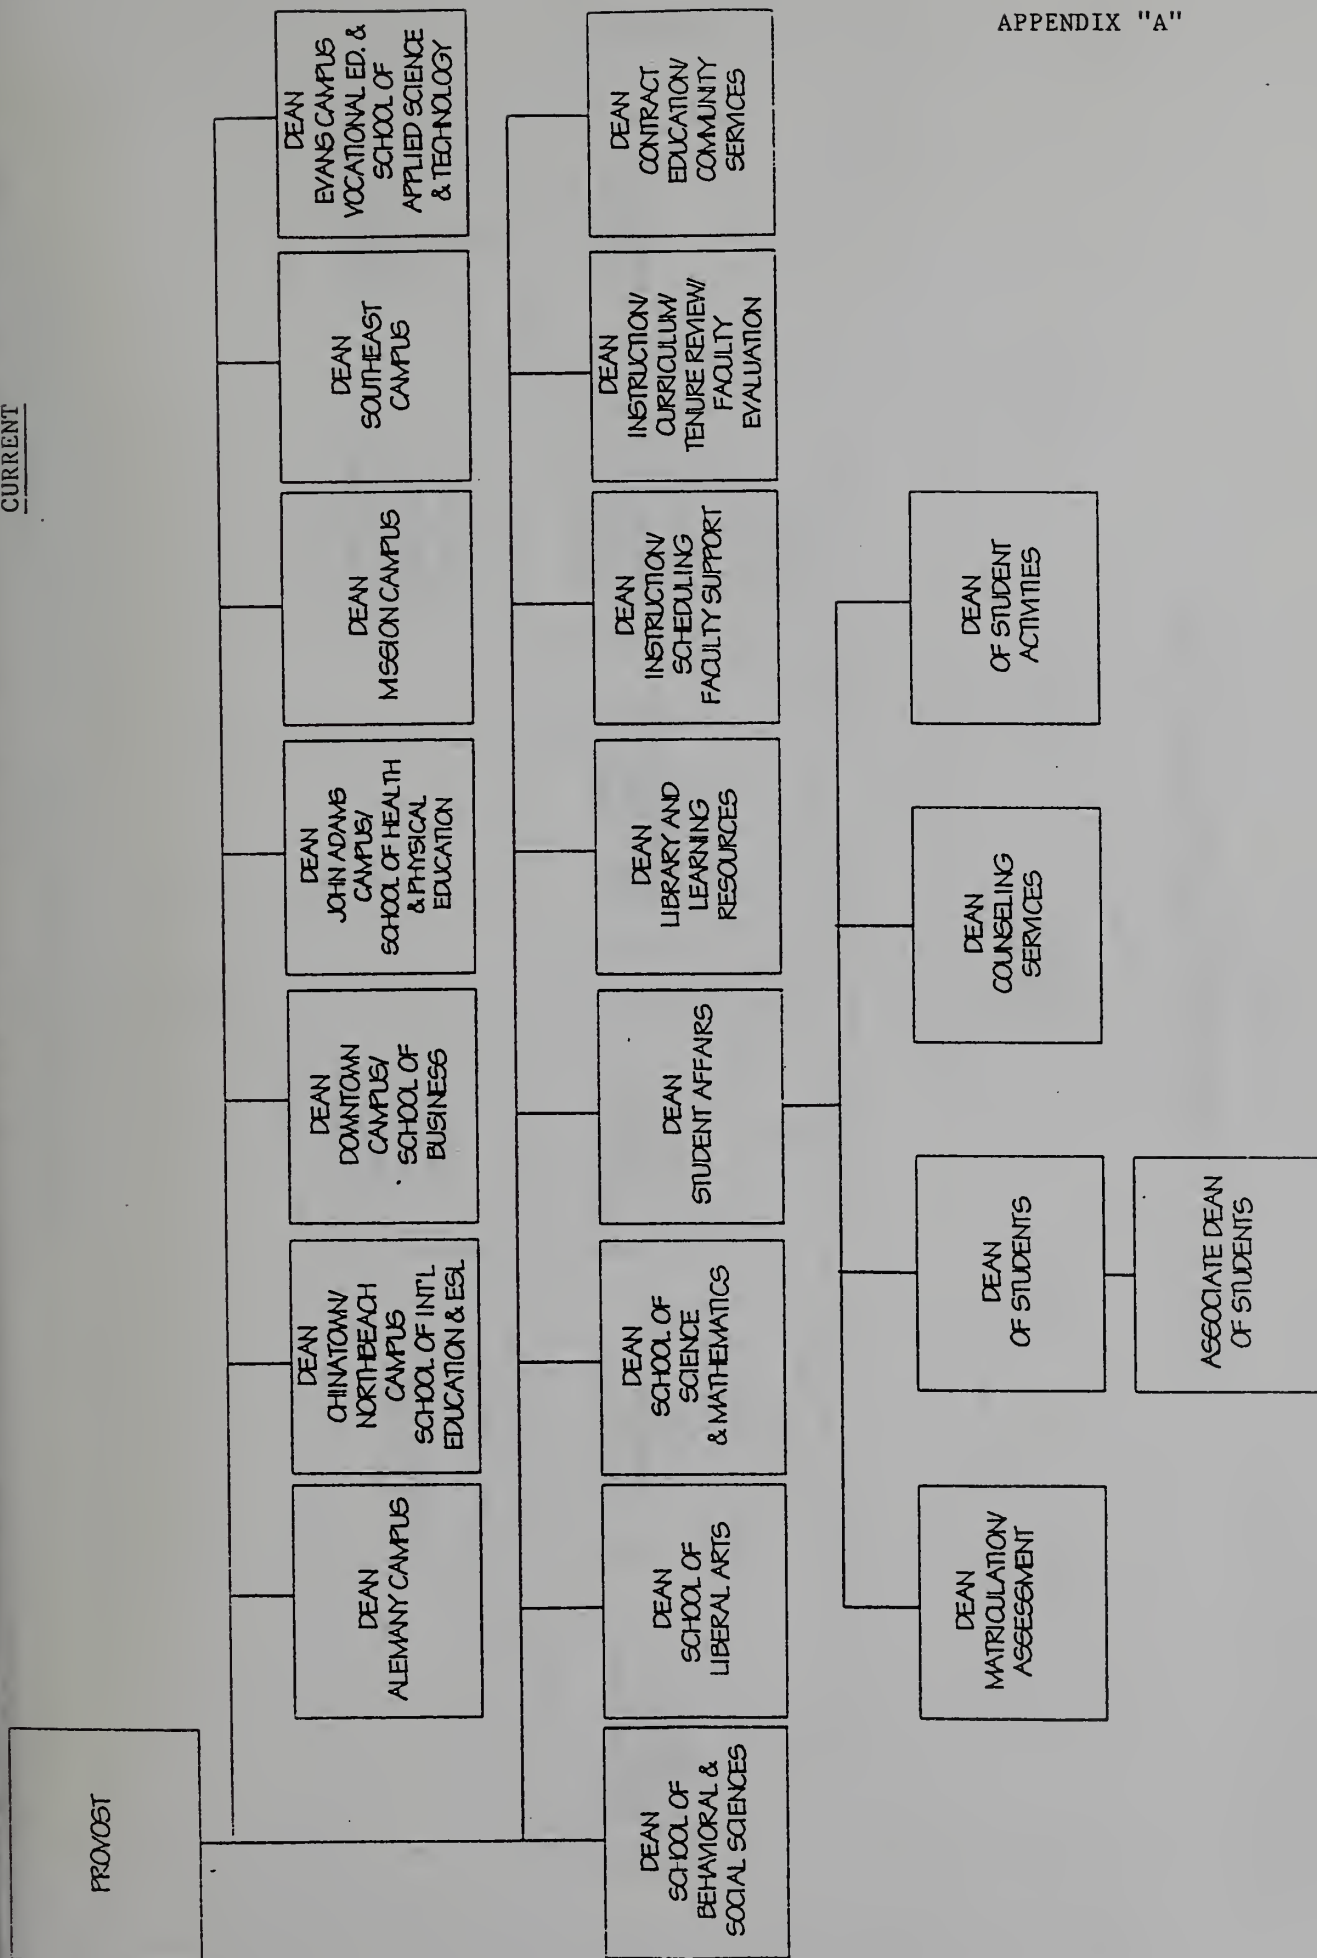 APPENDIX "A"
CURRENT
PROVOST
DEAN
ALEMANY CAMPUS
DEAN
CHINATOWN/
NORTHBEACH
CAMPUS
SCHOOL OF INT'L
EDUCATION & ESL
DEAN
DOWNTOWN
CAMPUS/
SCHOOL OF
BUSINESS
DEAN
JOHN ADAMS
CAMPUS/
SCHOOL OF HEALTH
& PHYSICAL
EDUCATION
DEAN
MISSION CAMPUS
DEAN
SOUTHEAST
CAMPUS
DEAN
EVANS CAMPUS
VOCATIONAL ED. &
SCHOOL OF
APPLIED SCIENCE
& TECHNOLOGY
DEAN
SCHOOL OF
BEHAVIORAL &
SOCIAL SCIENCES
DEAN
SCHOOL OF
LIBERAL ARTS
DEAN
SCHOOL OF
SCIENCE
& MATHEMATICS
DEAN
STUDENT AFFAIRS
DEAN
LIBRARY AND
LEARNING
RESOURCES
DEAN
INSTRUCTION/
SCHEDULING
FACULTY SUPPORT
DEAN
INSTRUCTION/
CURRICULUM/
TENURE REVIEW/
FACULTY
EVALUATION
DEAN
CONTRACT
EDUCATION/
COMMUNITY
SERVICES
DEAN
MATRICULATION/
ASSESSMENT
DEAN
OF STUDENTS
DEAN
COUNSELING
SERVICES
DEAN
OF STUDENT
ACTIVITIES
ASSOCIATE DEAN
OF STUDENTS